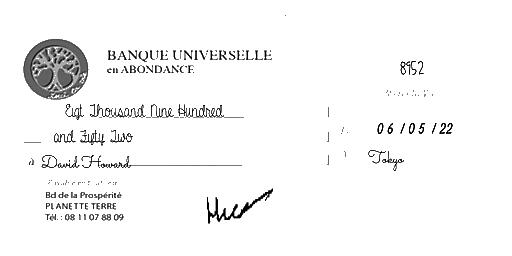 BANQUE UNIVERSELLE
en ABONDANCE
8952
Eigt Thousand Nine Hundred
and Fifty Two
06/05/22
à David Howard
Tokyo
Bd de la Prospérité
PLANETTE TERRE
Tél. : 08 11 07 88 09